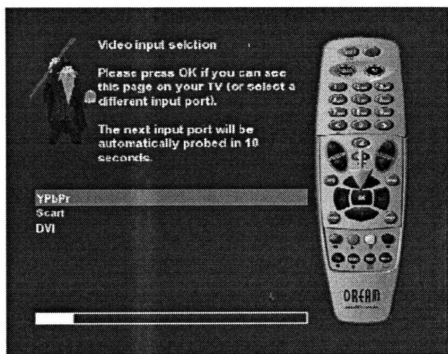 Video input selction
Please press OK if you can see
this page on your TV (or select a
different input port).
The next input port will be
automatically probed in 10
seconds.
YPbPr
Scart
DVI
OK
DREAM